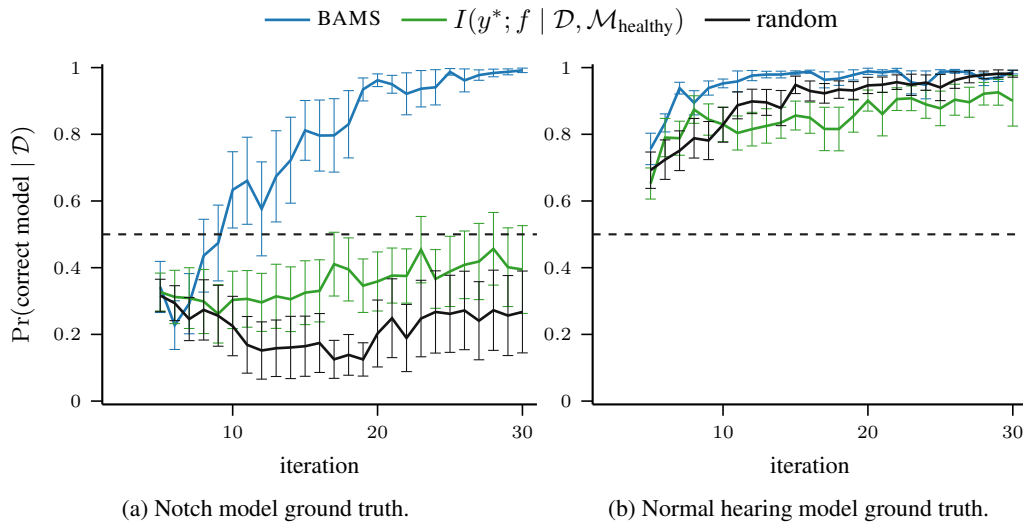 BAMS I(y*; f | 𝒟, ℳ_healthy) random
Pr(correct model | 𝒟)
1
0.8
0.6
0.4
0.2
0
10 20 30
iteration
(a) Notch model ground truth.
1
0.8
0.6
0.4
0.2
0
10 20 30
iteration
(b) Normal hearing model ground truth.